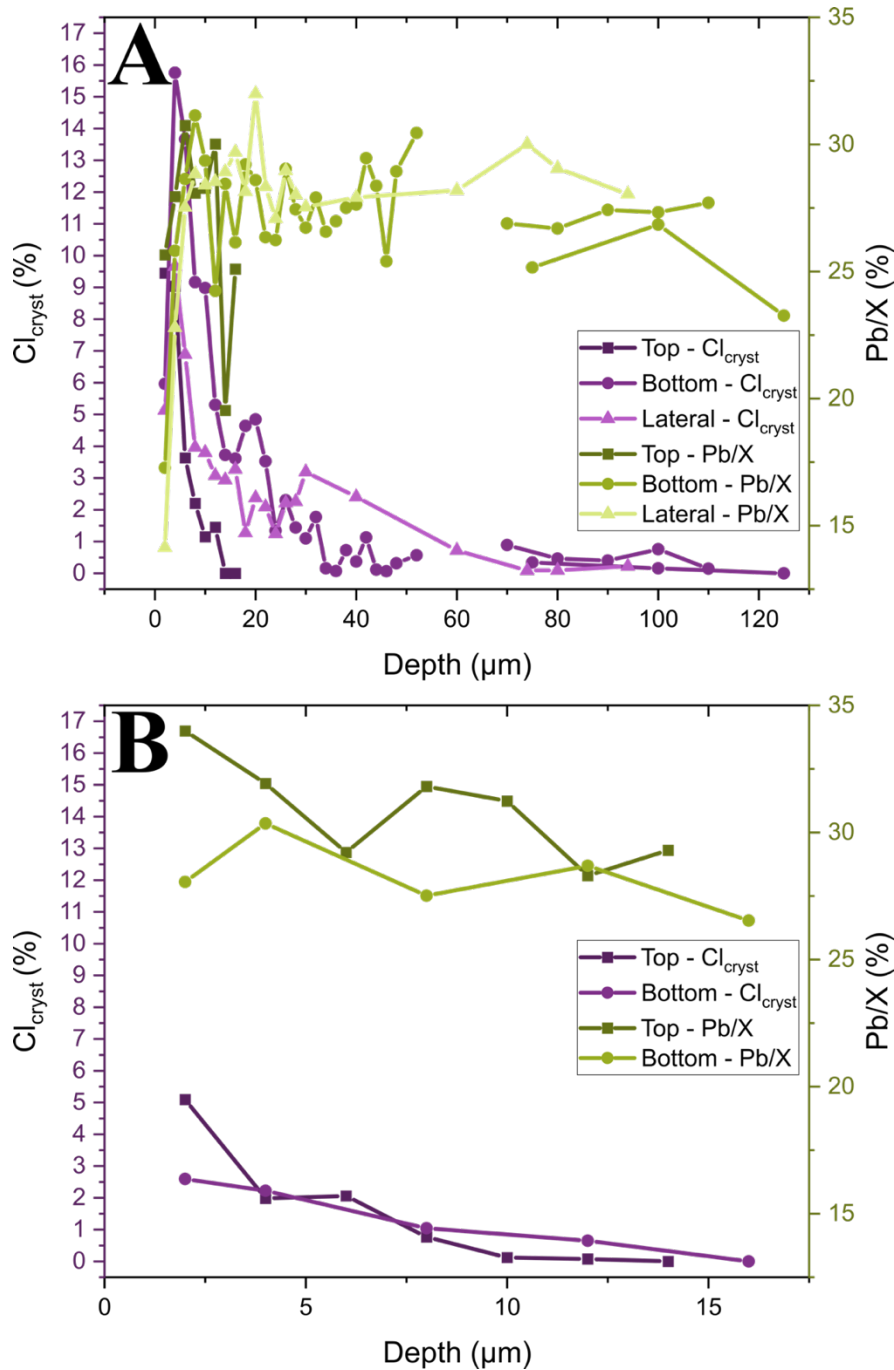 A
17
16
15
14
13
12
11
10
9
8
7
6
5
4
3
2
1
0
Cl_cryst (%)
35
30
25
20
15
Pb/X (%)
Top - Cl_cryst
Bottom - Cl_cryst
Lateral - Cl_cryst
Top - Pb/X
Bottom - Pb/X
Lateral - Pb/X
0 20 40 60 80 100 120
Depth (µm)
B
17
16
15
14
13
12
11
10
9
8
7
6
5
4
3
2
1
0
Cl_cryst (%)
35
30
25
20
15
Pb/X (%)
Top - Cl_cryst
Bottom - Cl_cryst
Top - Pb/X
Bottom - Pb/X
0 5 10 15
Depth (µm)